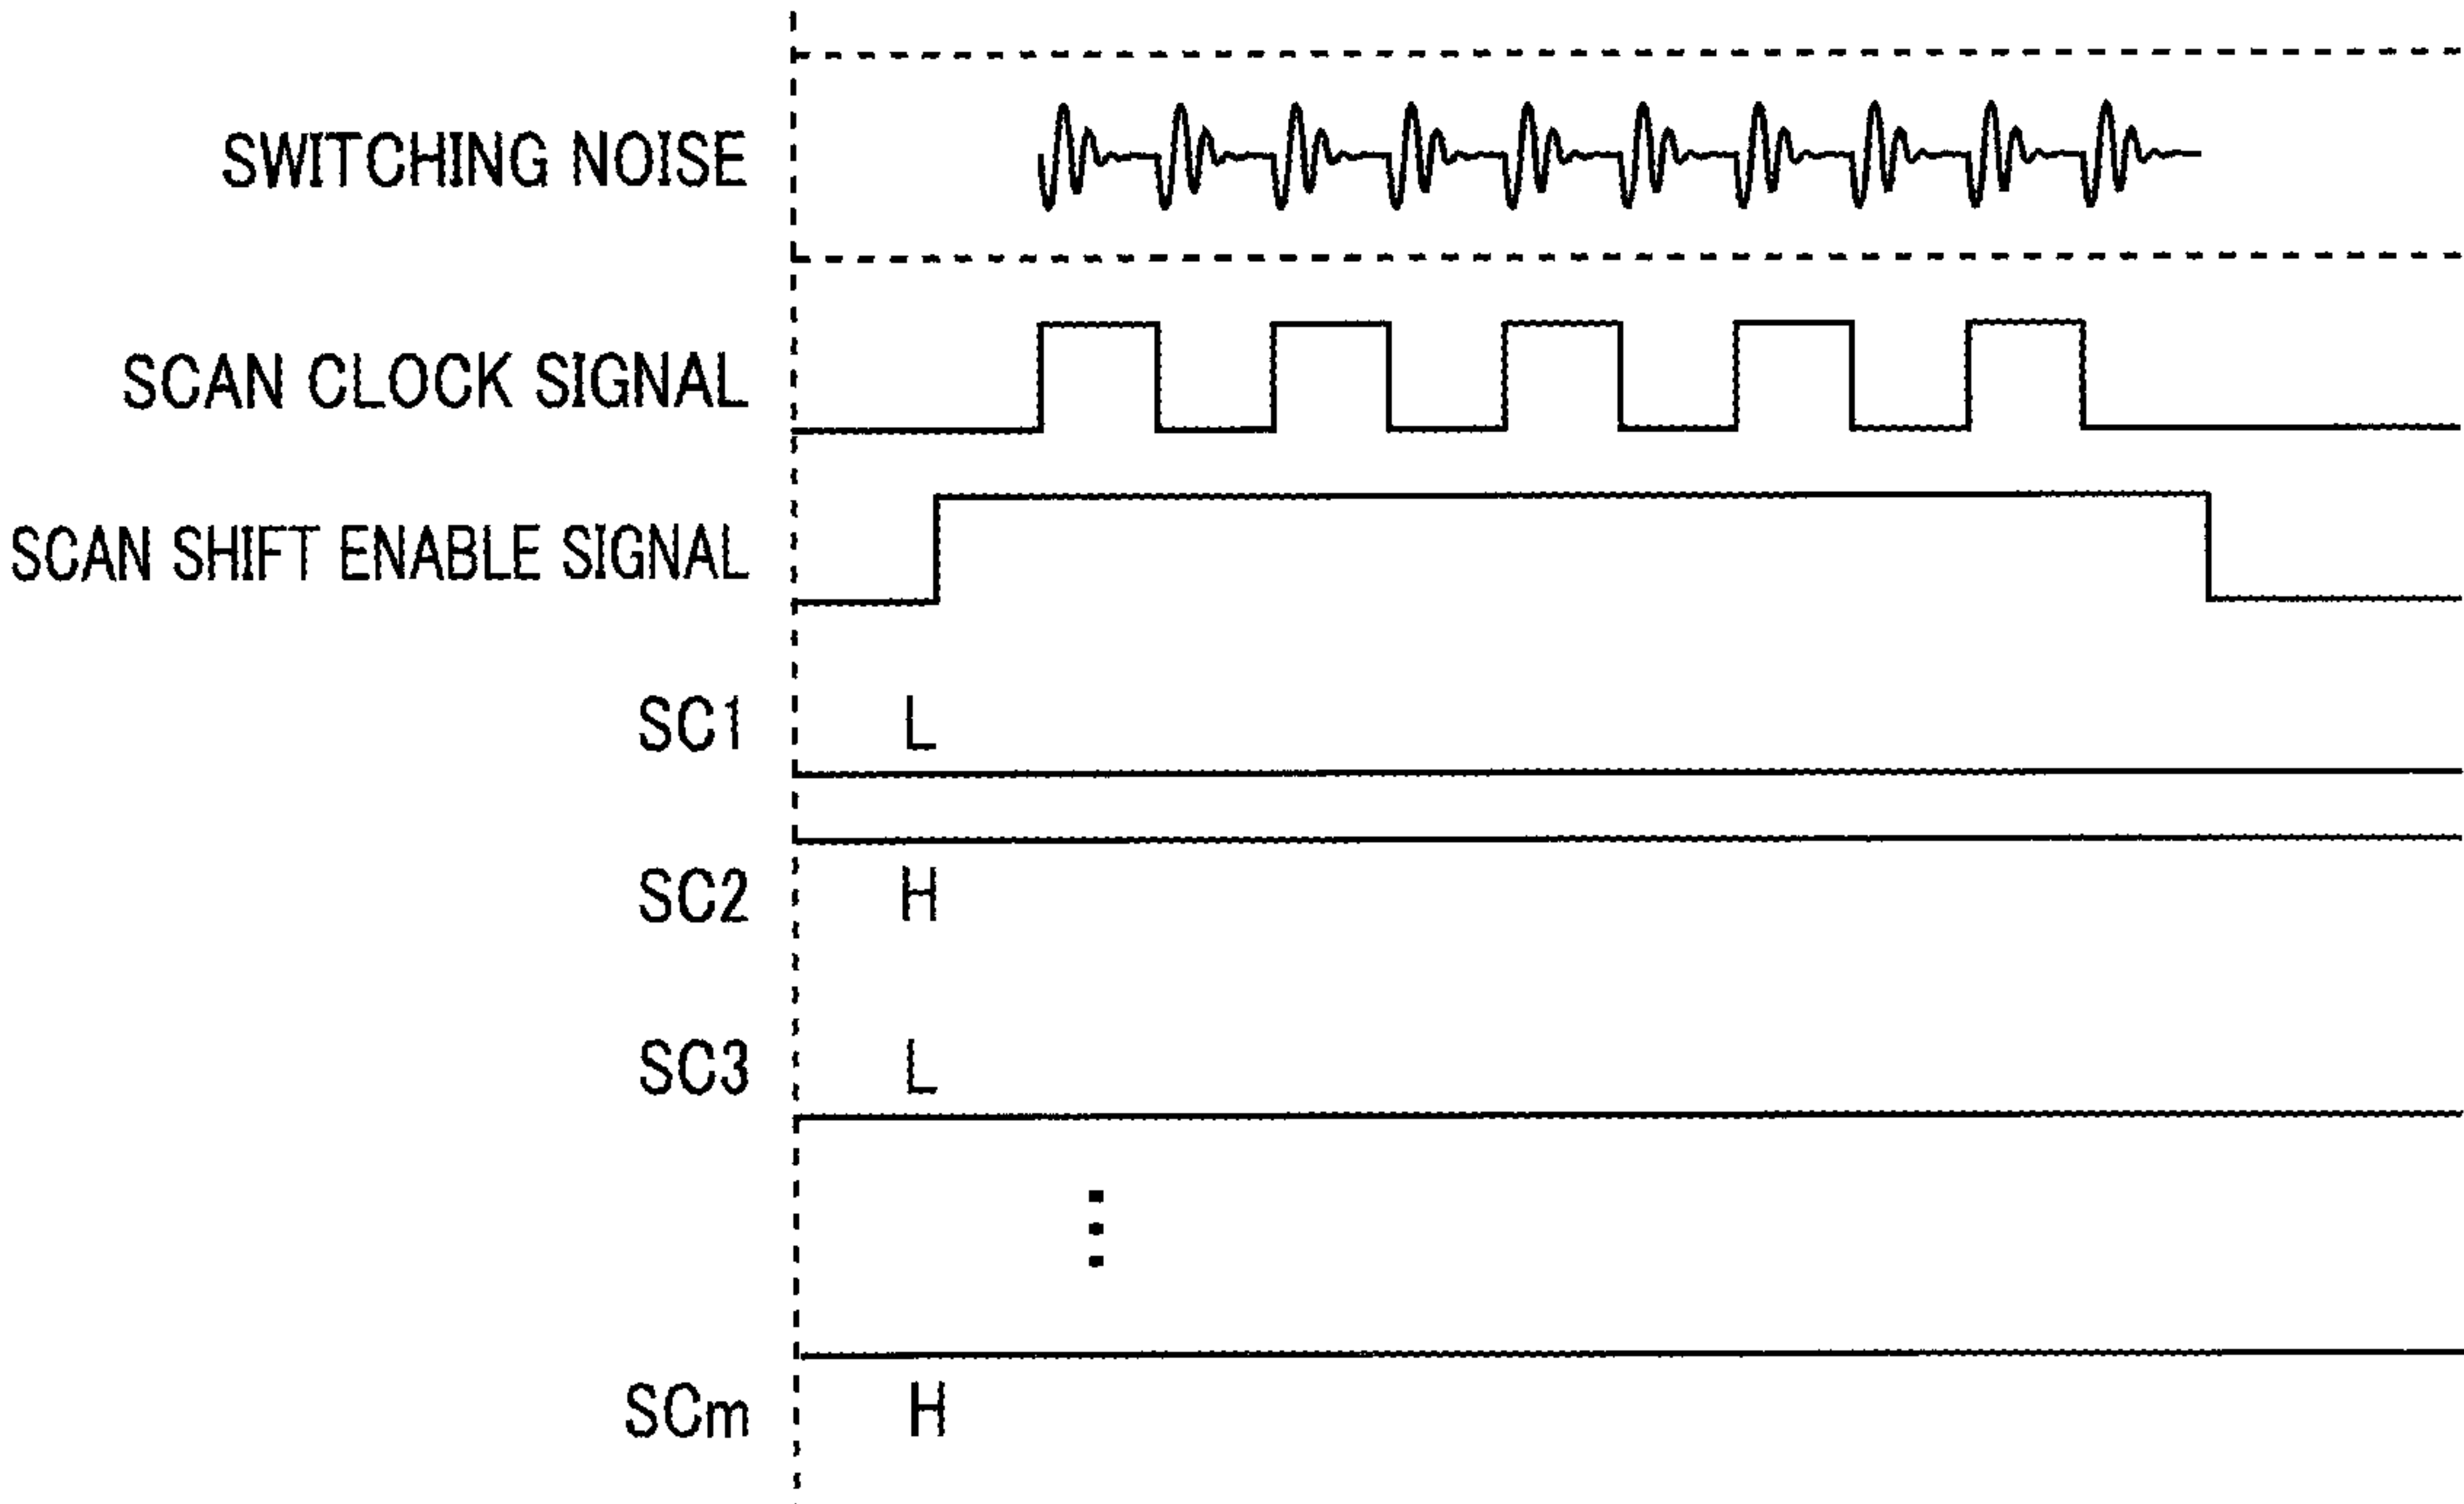 SWITCHING NOISE
SCAN CLOCK SIGNAL
SCAN SHIFT ENABLE SIGNAL
SC1 L
SC2 H
SC3 L
SCm H